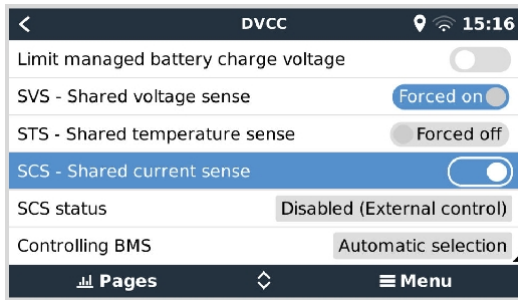 DVCC 15:16
Limit managed battery charge voltage
SVS - Shared voltage sense Forced on
STS - Shared temperature sense Forced off
SCS - Shared current sense
SCS status Disabled (External control)
Controlling BMS Automatic selection
Pages Menu